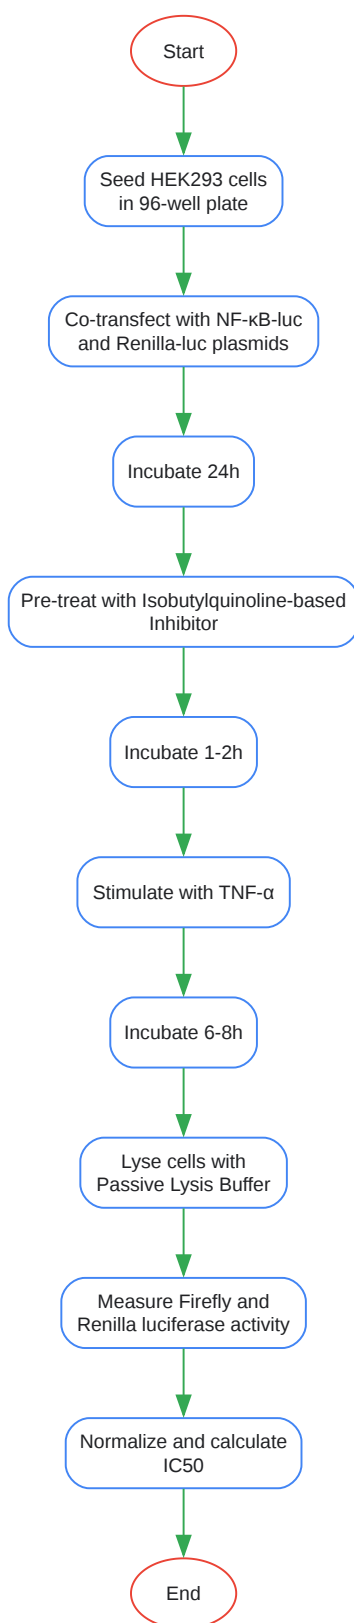 Start
Seed HEK293 cells
in 96-well plate
Co-transfect with NF-κB-luc
and Renilla-luc plasmids
Incubate 24h
Pre-treat with Isobutylquinoline-based
Inhibitor
Incubate 1-2h
Stimulate with TNF-α
Incubate 6-8h
Lyse cells with
Passive Lysis Buffer
Measure Firefly and
Renilla luciferase activity
Normalize and calculate
IC50
End